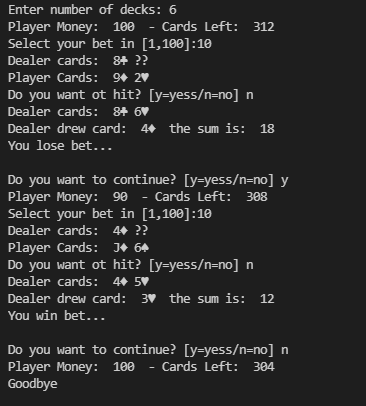 Enter number of decks: 6
Player Money:  100  - Cards Left:  312
Select your bet in [1,100]:10
Dealer cards:  8♣ ??
Player Cards:  9♦ 2♥
Do you want ot hit? [y=yess/n=no] n
Dealer cards:  8♣ 6♥
Dealer drew card:  4♦  the sum is:  18
You lose bet...

Do you want to continue? [y=yess/n=no] y
Player Money:  90  - Cards Left:  308
Select your bet in [1,100]:10
Dealer cards:  4♦ ??
Player Cards:  J♦ 6♠
Do you want ot hit? [y=yess/n=no] n
Dealer cards:  4♦ 5♥
Dealer drew card:  3♥  the sum is:  12
You win bet...

Do you want to continue? [y=yess/n=no] n
Player Money:  100  - Cards Left:  304
Goodbye